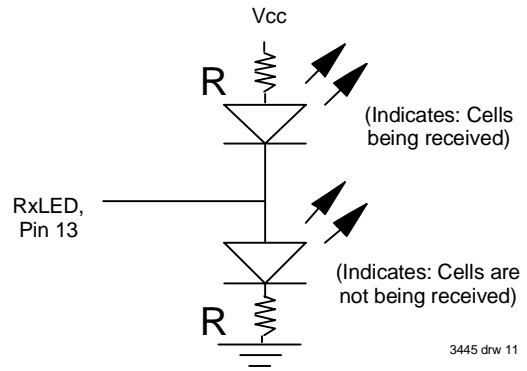 Vcc
R
(Indicates: Cells
being received)
RxLED,
Pin 13
(Indicates: Cells are
not being received)
R
3445 drw 11